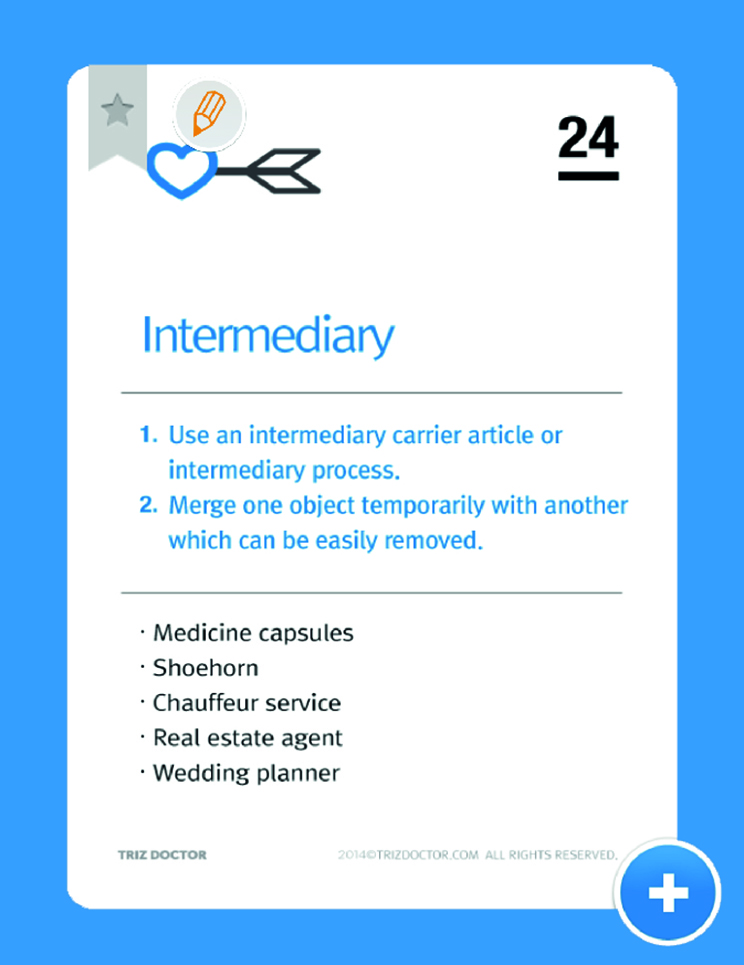 24
Intermediary
1. Use an intermediary carrier article or
intermediary process.
2. Merge one object temporarily with another
which can be easily removed.
· Medicine capsules
· Shoehorn
· Chauffeur service
· Real estate agent
· Wedding planner
TRIZ DOCTOR 2014©TRIZDOCTOR.COM ALL RIGHTS RESERVED.